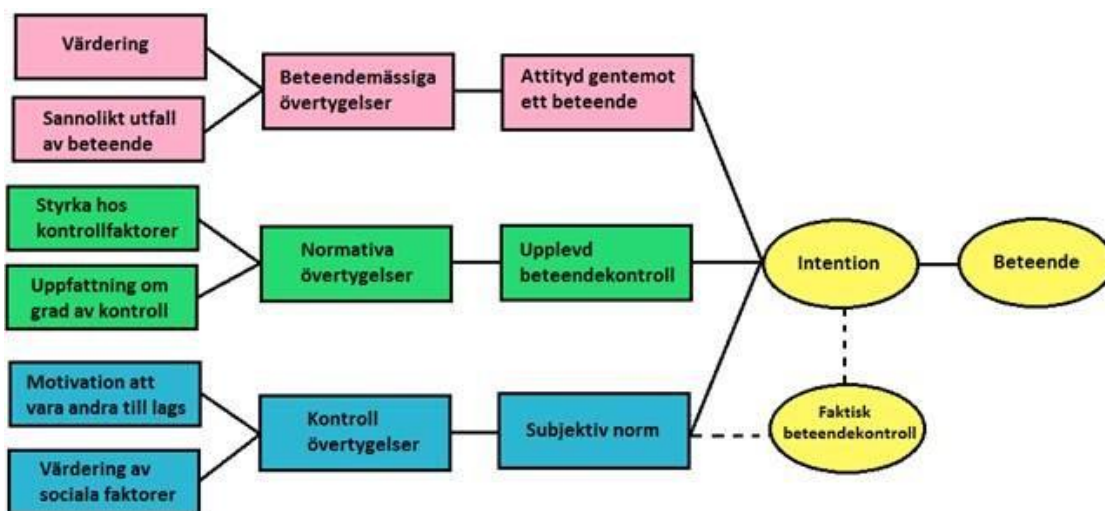 Värdering
Sannolikt utfall
av beteende
Beteendemässiga
övertygelser
Attityd gentemot
ett beteende
Styrka hos
kontrollfaktorer
Uppfattning om
grad av kontroll
Normativa
övertygelser
Upplevd
beteendekontroll
Motivation att
vara andra till lags
Värdering av
sociala faktorer
Kontroll
övertygelser
Subjektiv norm
Intention
Beteende
Faktisk
beteendekontroll